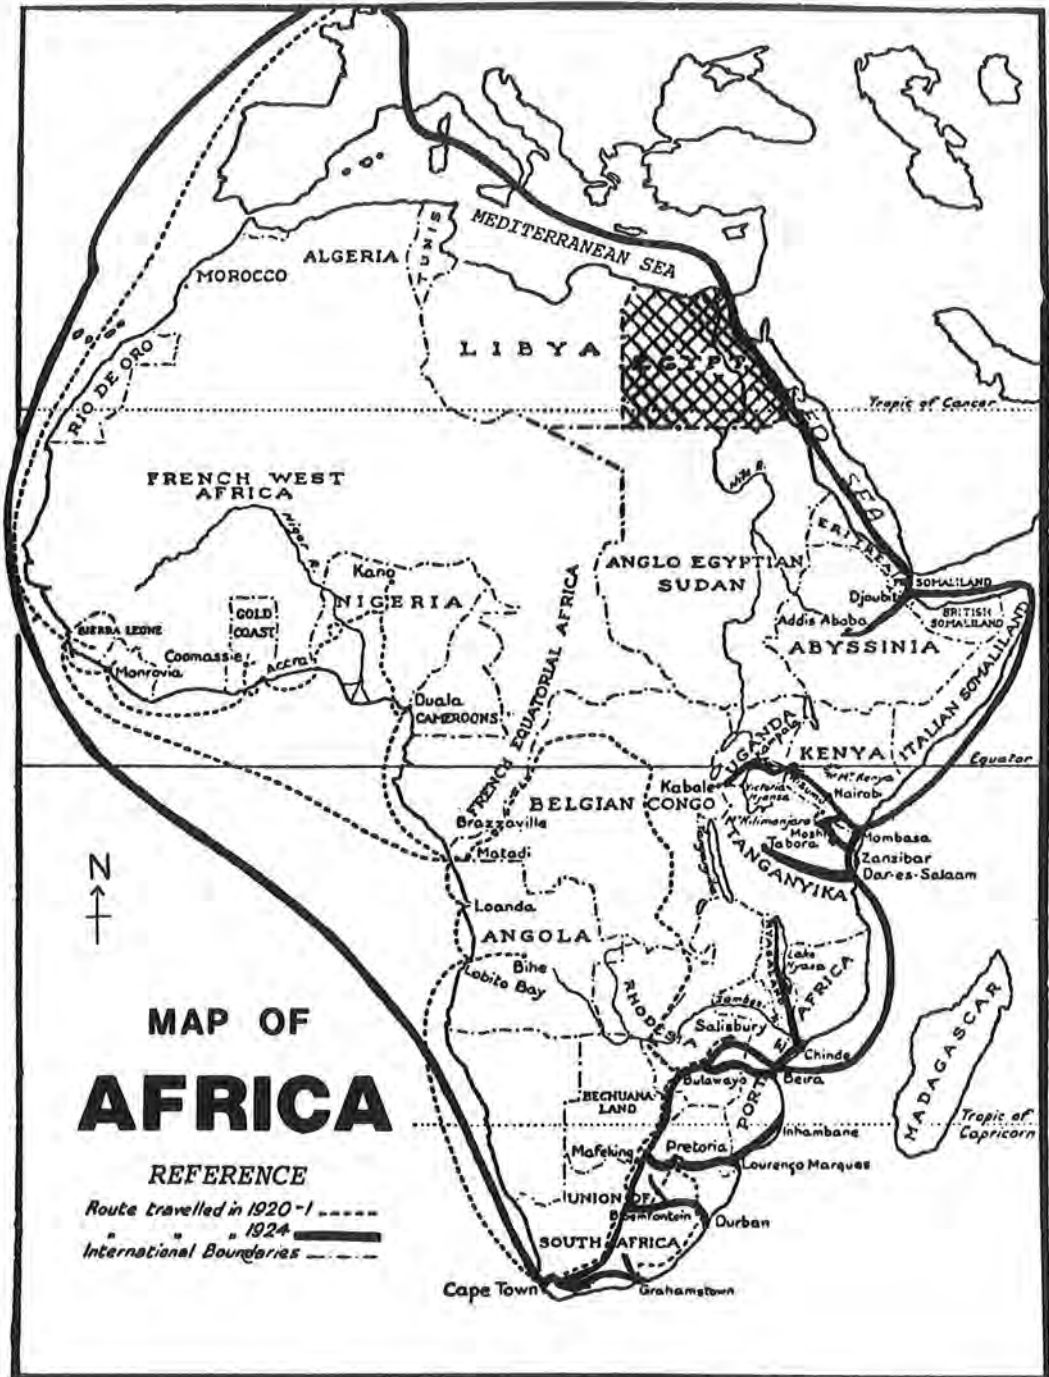 MEDITERRANEAN SEA
TUNIS
ALGERIA
MOROCCO
LIBYA
EGYPT
RIO DE ORO
Tropic of Cancer
RED SEA
FRENCH WEST
AFRICA
Niger R.
Nile R.
ERITREA
ANGLO EGYPTIAN
SUDAN
SOMALILAND
Djoubiti
BRITISH
SOMALILAND
Kano
NIGERIA
Addis Ababa
ABYSSINIA
ITALIAN SOMALILAND
GOLD
COAST
SIERRA LEONE
Coomassie
Accra
Monrovia
Duala
CAMEROONS
FRENCH EQUATORIAL AFRICA
UGANDA
Kampala
KENYA
Equator
Mt. Kenya
Nairobi
Kisumu
Kabale
Victoria
Nyanza
BELGIAN CONGO
Brazzaville
Mt Kilimanjaro
Moshi
Mombasa
Matadi
Tabora
Zanzibar
Dar-es-Salaam
TANGANYIKA
N
Loanda
ANGOLA
Bihe
Lobito Bay
Lake
Nyasa
RHODESIA
Zambesi
PORT. E. AFRICA
Salisbury
Chinde
Bulawayo
Beira
MADAGASCAR
MAP OF
AFRICA
BECHUANA-
LAND
Tropic of
Capricorn
Inhambane
Mafeking
Pretoria
Lourenço Marques
UNION OF
Bloemfontein
Durban
SOUTH AFRICA
Cape Town
Grahamstown
REFERENCE
Route travelled in 1920-1
" " " 1924
International Boundaries